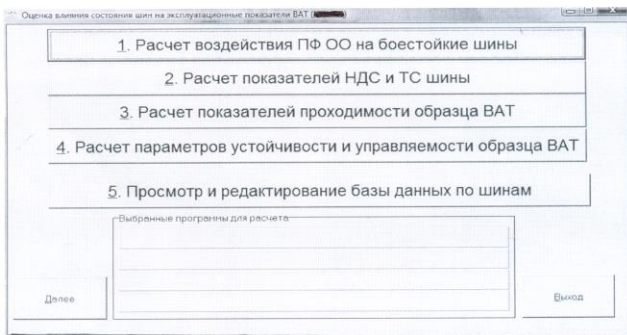 Оценка влияния состояния шин на эксплуатационные показатели ВАТ (
1. Расчет воздействия ПФ ОО на боестойкие шины
2. Расчет показателей НДС и ТС шины
3. Расчет показателей проходимости образца ВАТ
4. Расчет параметров устойчивости и управляемости образца ВАТ
5. Просмотр и редактирование базы данных по шинам
Выбранные программы для расчета
Далее
Выход